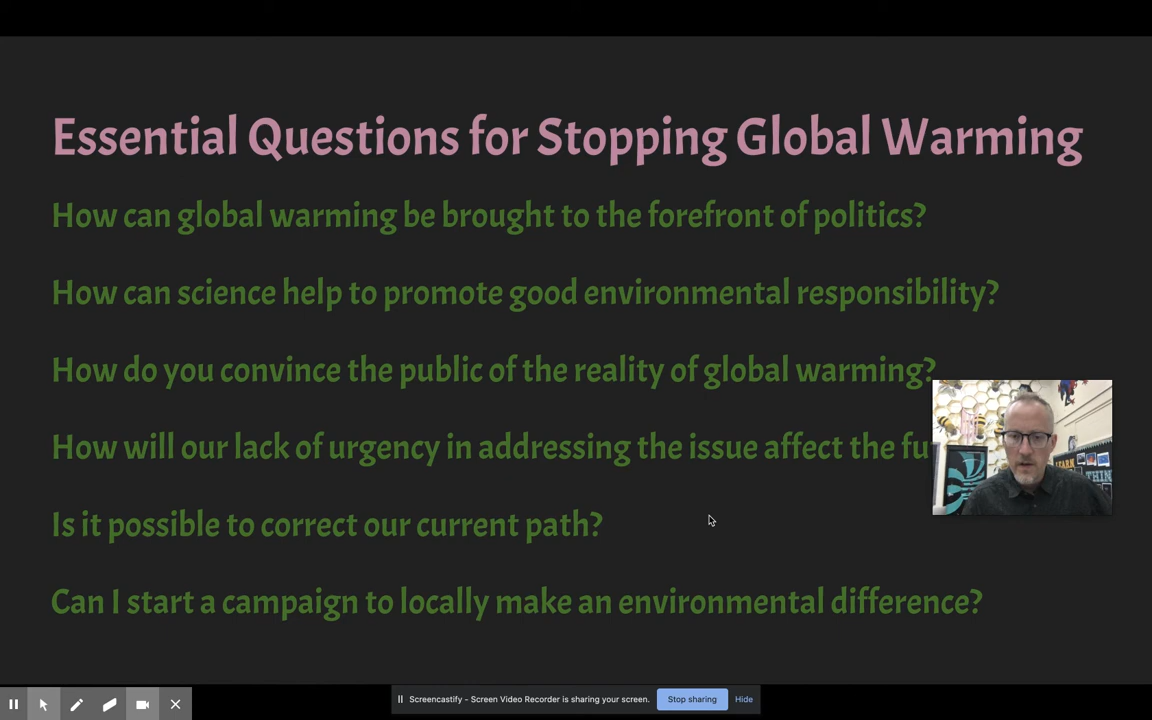 Essential Questions for Stopping Global Warming
How can global warming be brought to the forefront of politics?
How can science help to promote good environmental responsibility?
How do you convince the public of the reality of global warming?
How will our lack of urgency in addressing the issue affect the
Is it possible to correct our current path?
Can I start a campaign to locally make an environmental difference?
LEARN
THIN
Screencastify - Screen Video Recorder is sharing your screen.
Stop sharing
Hide